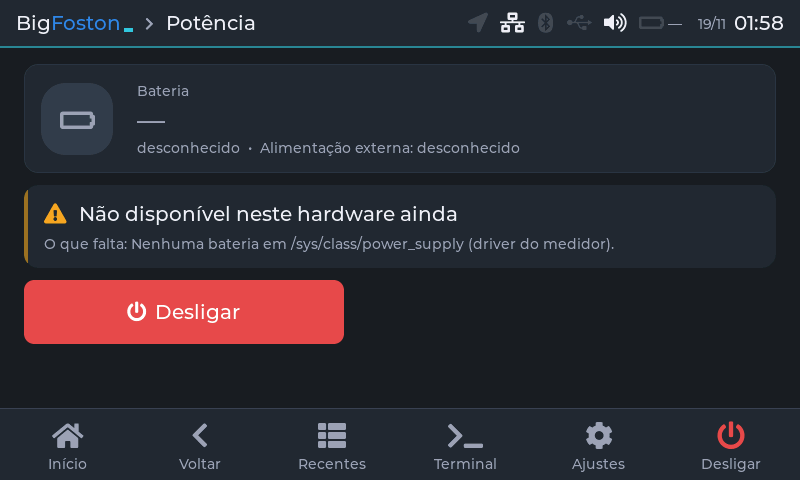 BigFoston_ > Potência 19/11 01:58
Bateria
—
desconhecido • Alimentação externa: desconhecido
Não disponível neste hardware ainda
O que falta: Nenhuma bateria em /sys/class/power_supply (driver do medidor).
Desligar
Início Voltar Recentes Terminal Ajustes Desligar